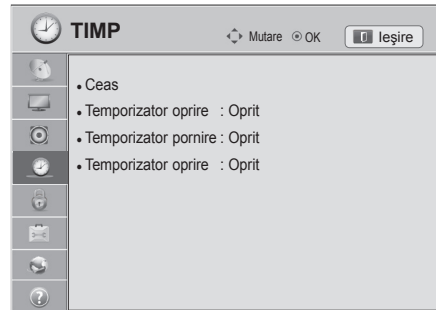 TIMP
Mutare OK Ieşire
Ceas
Temporizator oprire : Oprit
Temporizator pornire : Oprit
Temporizator oprire : Oprit
?